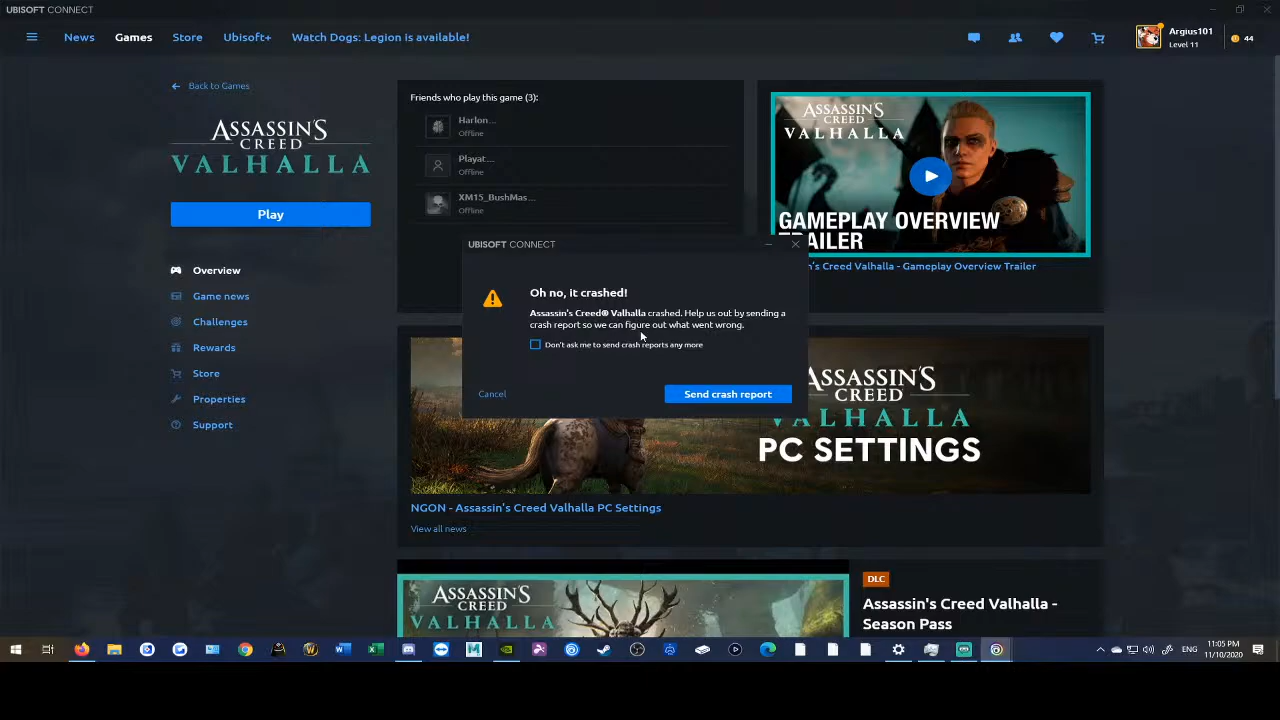 UBISOFT CONNECT
News
Games
Store
Ubisoft+
Watch Dogs: Legion is available!
Argius101
Level 11
44
Back to Games
ASSASSIN'S
CREED
VALHALLA
Play
Overview
Game news
Challenges
Rewards
Store
Properties
Support
Friends who play this game (3):
Harlon...
Offline
Playat...
Offline
XM15_BushMas...
Offline
ASSASSIN'S
CREED
VALHALLA
GAMEPLAY OVERVIEW
TRAILER
n's Creed Valhalla - Gameplay Overview Trailer
UBISOFT CONNECT
Oh no, it crashed!
Assassin's Creed® Valhalla crashed. Help us out by sending a
crash report so we can figure out what went wrong.
Don't ask me to send crash reports any more
Cancel
Send crash report
ASSASSIN'S
CREED
VALHALLA
PC SETTINGS
NGON - Assassin's Creed Valhalla PC Settings
View all news
ASSASSIN'S
CREED
VALHALLA
DLC
Assassin's Creed Valhalla -
Season Pass
ENG
11:05 PM
11/10/2020